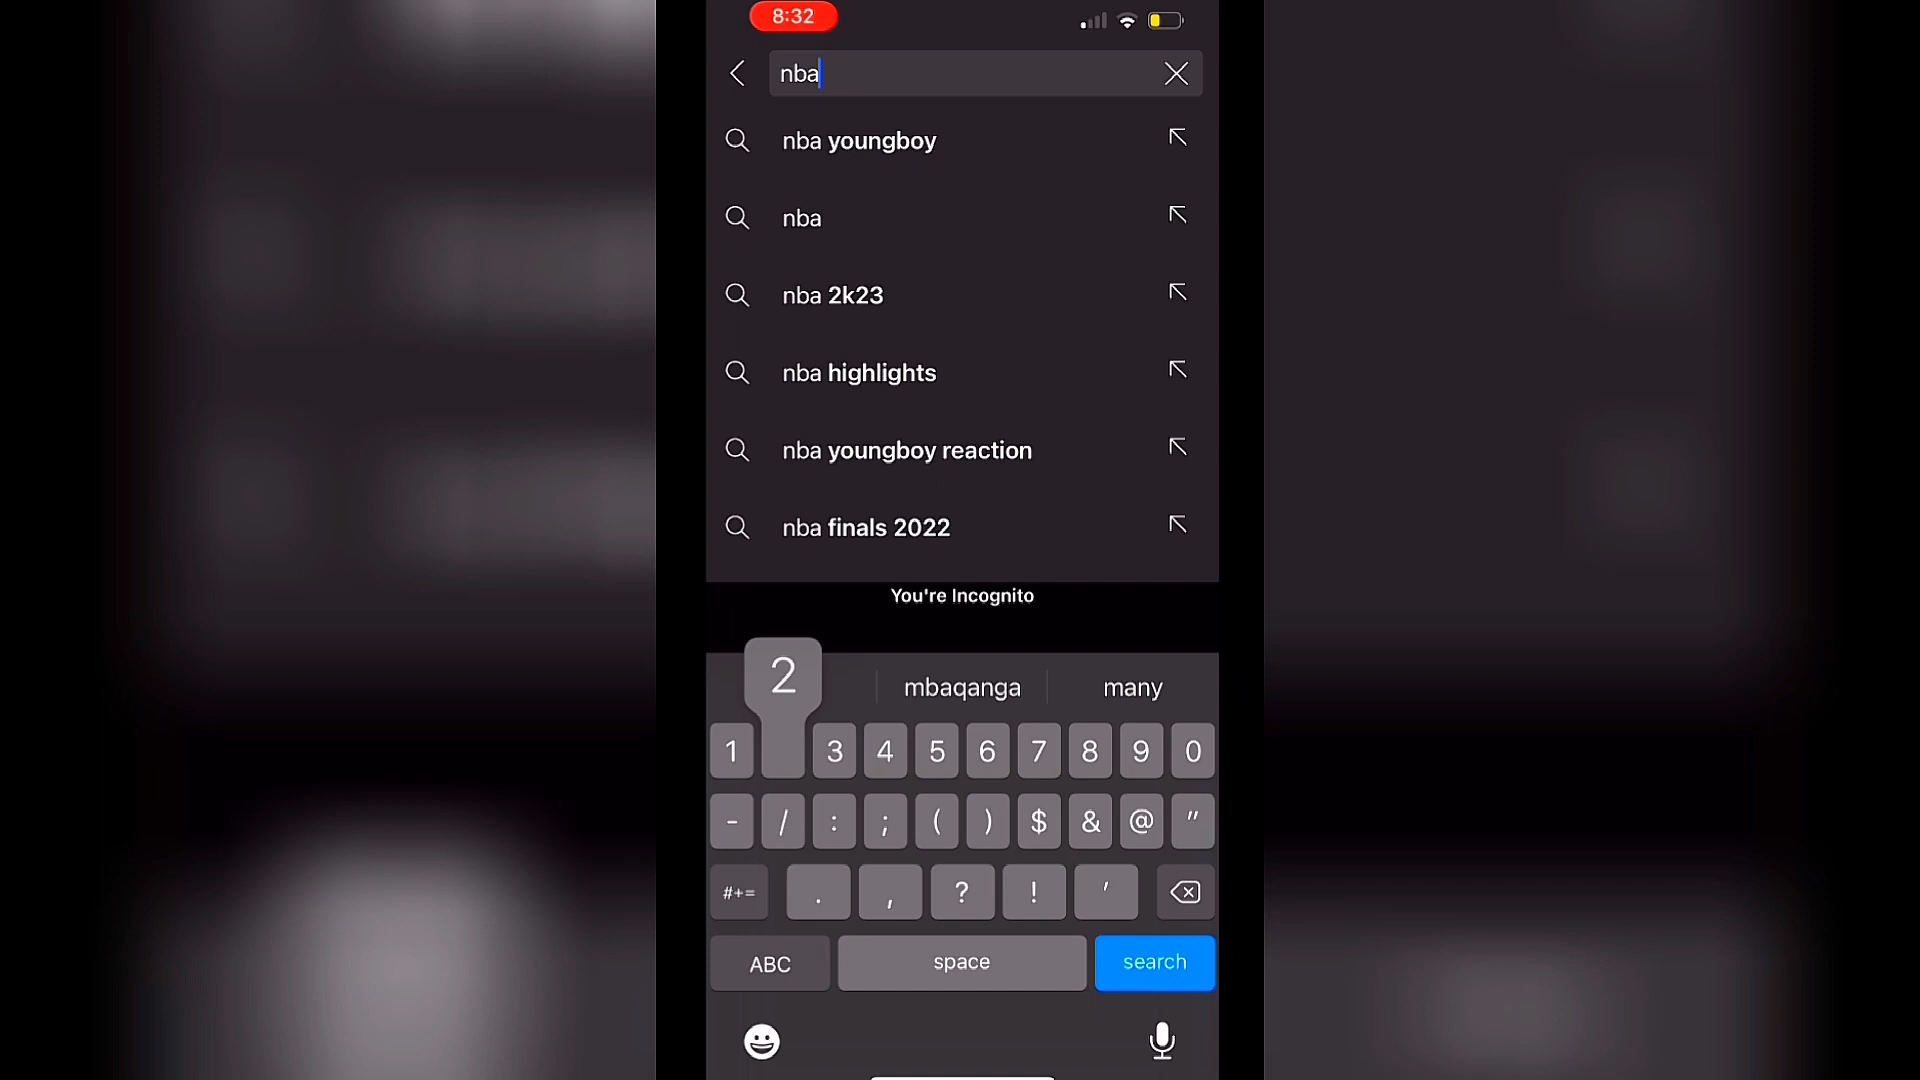 8:32
nba
nba youngboy
nba
nba 2k23
nba highlights
nba youngboy reaction
nba finals 2022
You're Incognito
2
mbaqanga many
1 3 4 5 6 7 8 9 0
- / : ; ( ) $ & @ "
#+= . , ? ! '
ABC space search